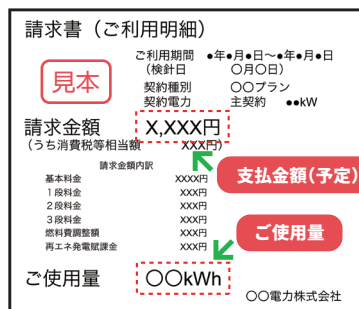 請求書（ご利用明細）
ご利用期間　●年●月●日〜●年●月●日
（検針日　〇月〇日）
見本
契約種別　〇〇プラン
契約電力　主契約　●●kW
請求金額　X,XXX円
（うち消費税等相当額　XXX円）
請求金額内訳
支払金額(予定)
基本料金　XXXX円
１段料金　XXX円
２段料金　XXX円
３段料金　XXX円
燃料費調整額　XXX円
再エネ発電賦課金　XXX円
ご使用量
ご使用量　〇〇kWh
〇〇電力株式会社